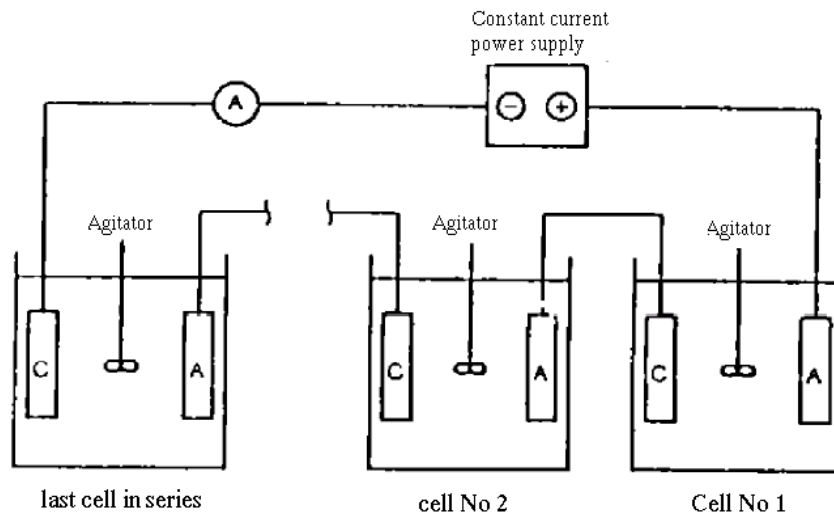 Constant current
power supply
A
− +
Agitator
Agitator
Agitator
C
A
C
A
C
A
last cell in series
cell No 2
Cell No 1